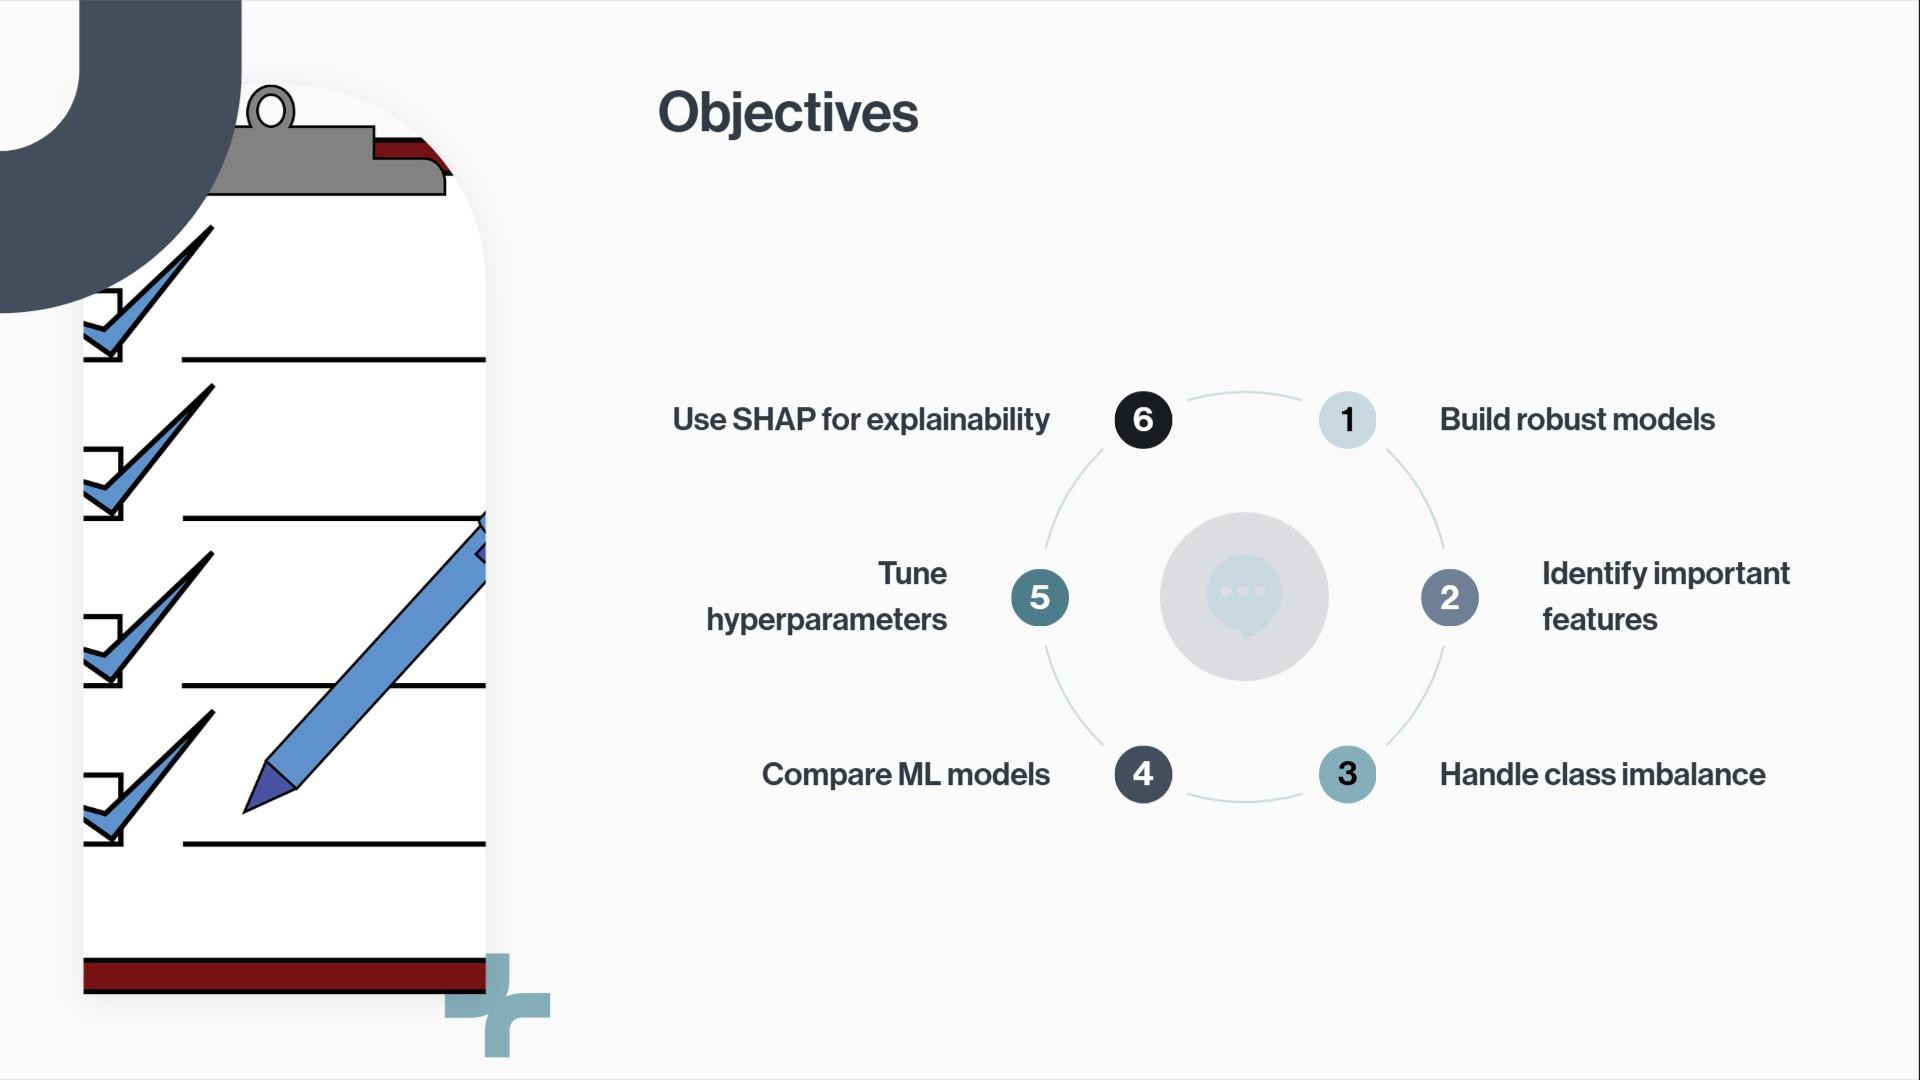 Objectives
1
Build robust models
2
Identify important
features
3
Handle class imbalance
4
Compare ML models
5
Tune
hyperparameters
6
Use SHAP for explainability